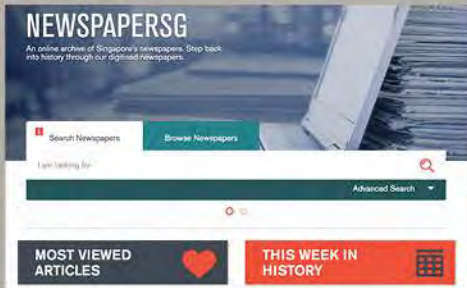 NEWSPAPERSG
An online archive of Singapore's newspapers. Step back
into history through our digitised newspapers.
Search Newspapers
Browse Newspapers
I am looking for
Advanced Search
MOST VIEWED
ARTICLES
THIS WEEK IN
HISTORY